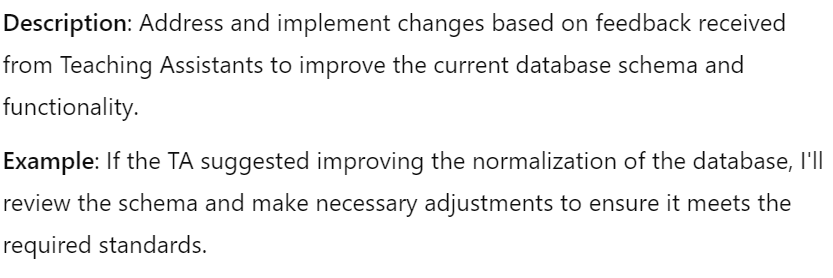 Description: Address and implement changes based on feedback received
from Teaching Assistants to improve the current database schema and
functionality.
Example: If the TA suggested improving the normalization of the database, I'll
review the schema and make necessary adjustments to ensure it meets the
required standards.